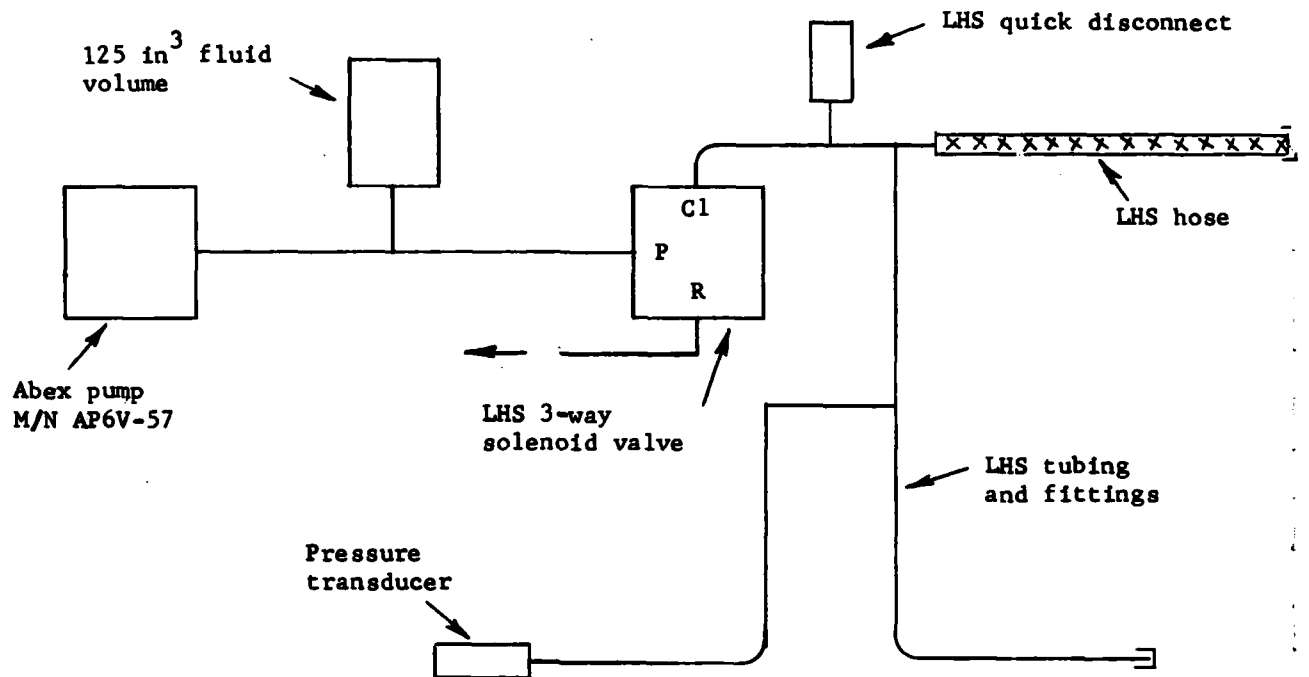 LHS quick disconnect
125 in³ fluid
volume
C1
P
R
LHS hose
Abex pump
M/N AP6V-57
LHS 3-way
solenoid valve
LHS tubing
and fittings
Pressure
transducer